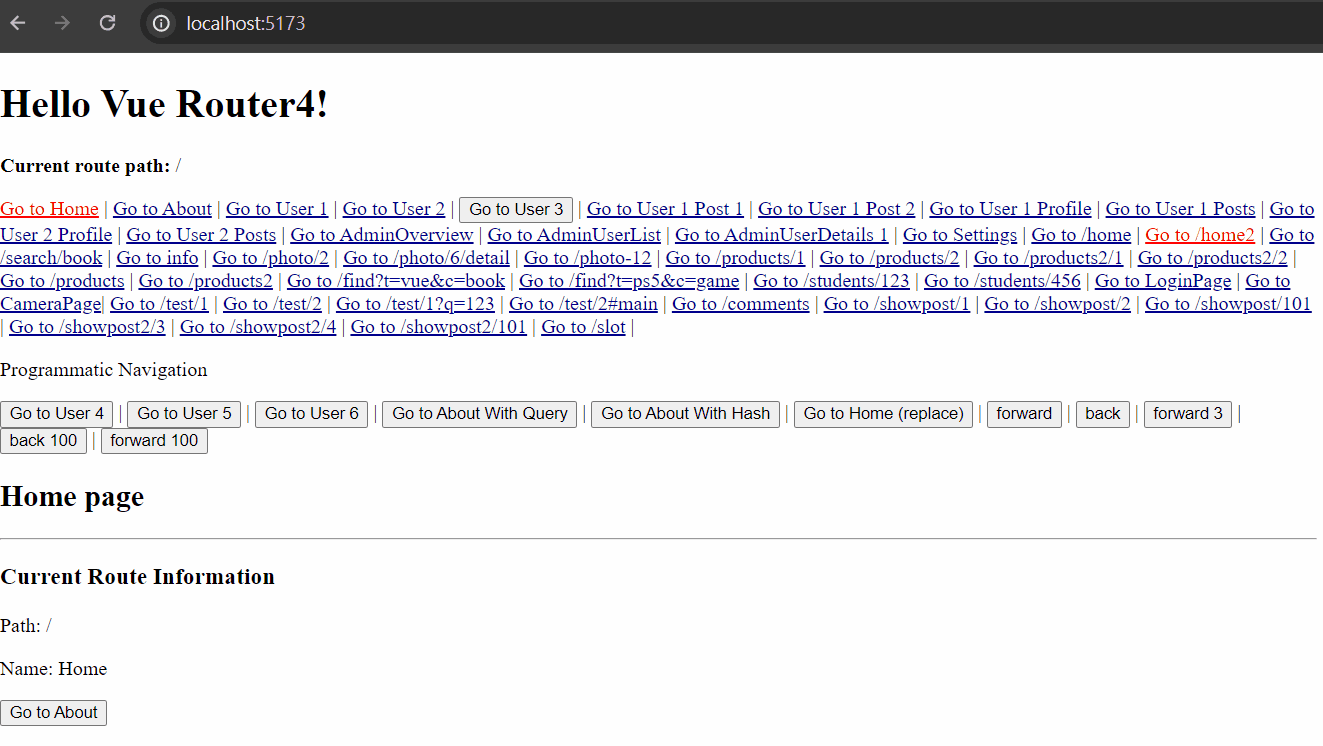 localhost:5173
Hello Vue Router4!
Current route path: /
Go to Home | Go to About | Go to User 1 | Go to User 2 | Go to User 3 | Go to User 1 Post 1 | Go to User 1 Post 2 | Go to User 1 Profile | Go to User 1 Posts | Go to
User 2 Profile | Go to User 2 Posts | Go to AdminOverview | Go to AdminUserList | Go to AdminUserDetails 1 | Go to Settings | Go to /home | Go to /home2 | Go to
/search/book | Go to info | Go to /photo/2 | Go to /photo/6/detail | Go to /photo-12 | Go to /products/1 | Go to /products/2 | Go to /products2/1 | Go to /products2/2 |
Go to /products | Go to /products2 | Go to /find?t=vue&c=book | Go to /find?t=ps5&c=game | Go to /students/123 | Go to /students/456 | Go to LoginPage | Go to
CameraPage| Go to /test/1 | Go to /test/2 | Go to /test/1?q=123 | Go to /test/2#main | Go to /comments | Go to /showpost/1 | Go to /showpost/2 | Go to /showpost/101
| Go to /showpost2/3 | Go to /showpost2/4 | Go to /showpost2/101 | Go to /slot |
Programmatic Navigation
Go to User 4 | Go to User 5 | Go to User 6 | Go to About With Query | Go to About With Hash | Go to Home (replace) | forward | back | forward 3 |
back 100 | forward 100
Home page
Current Route Information
Path: /
Name: Home
Go to About